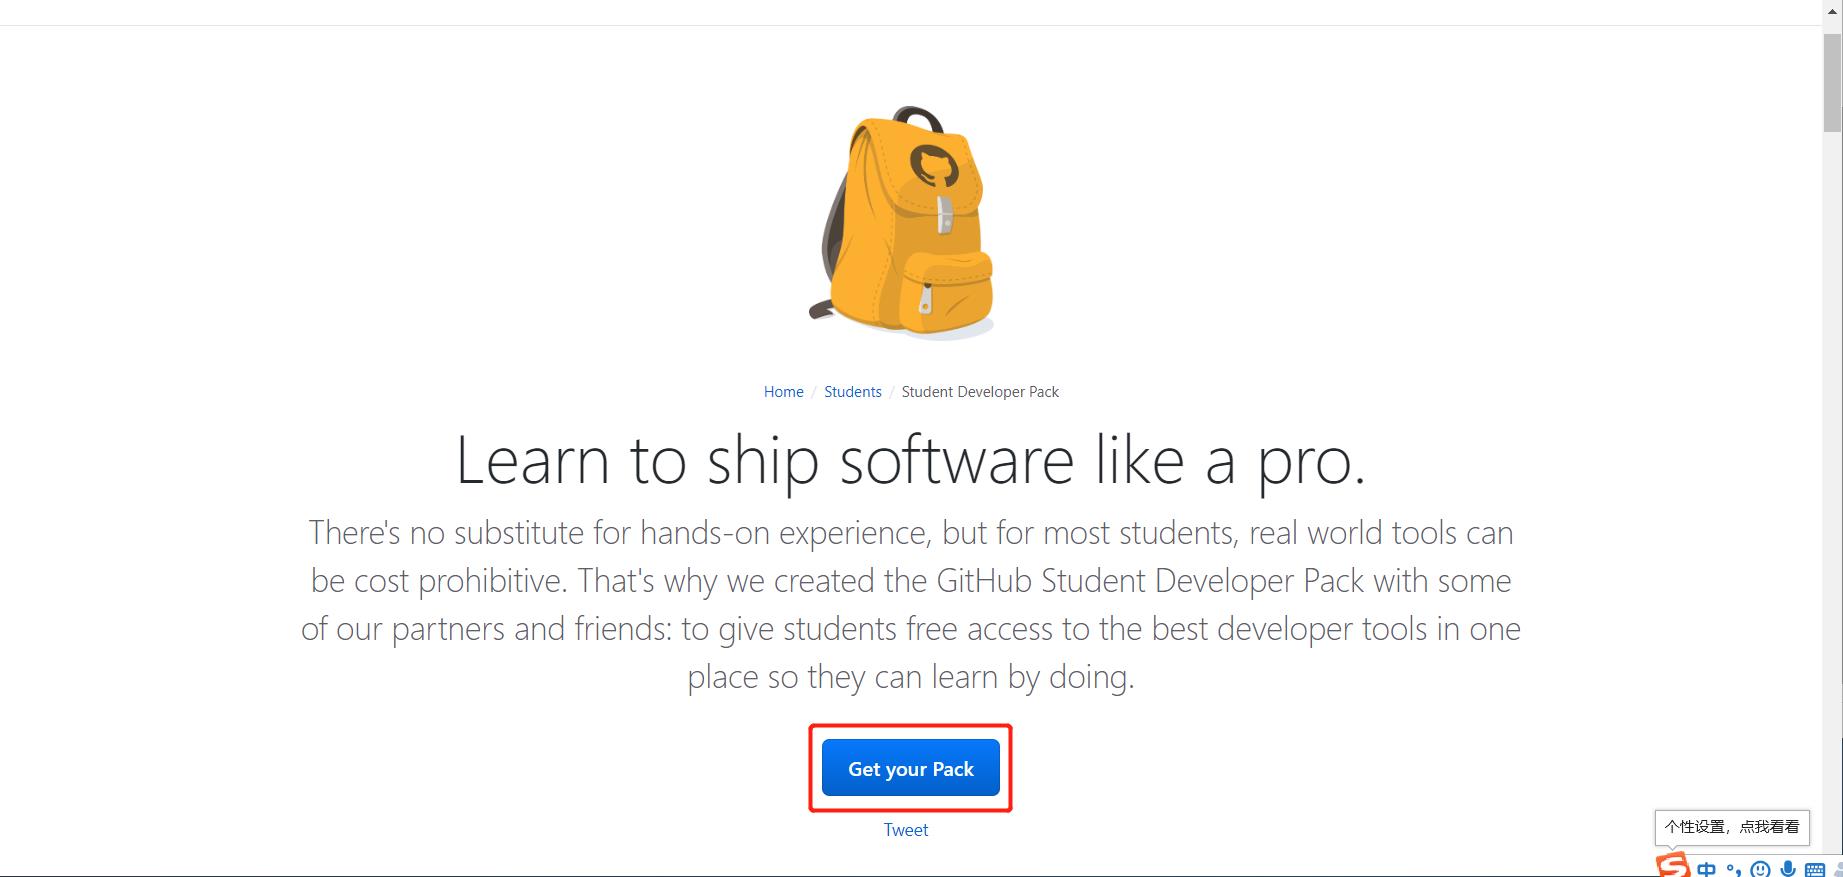 Home / Students / Student Developer Pack
Learn to ship software like a pro.
There's no substitute for hands-on experience, but for most students, real world tools can
be cost prohibitive. That's why we created the GitHub Student Developer Pack with some
of our partners and friends: to give students free access to the best developer tools in one
place so they can learn by doing.
Get your Pack
Tweet
个性设置，点我看看
S 中